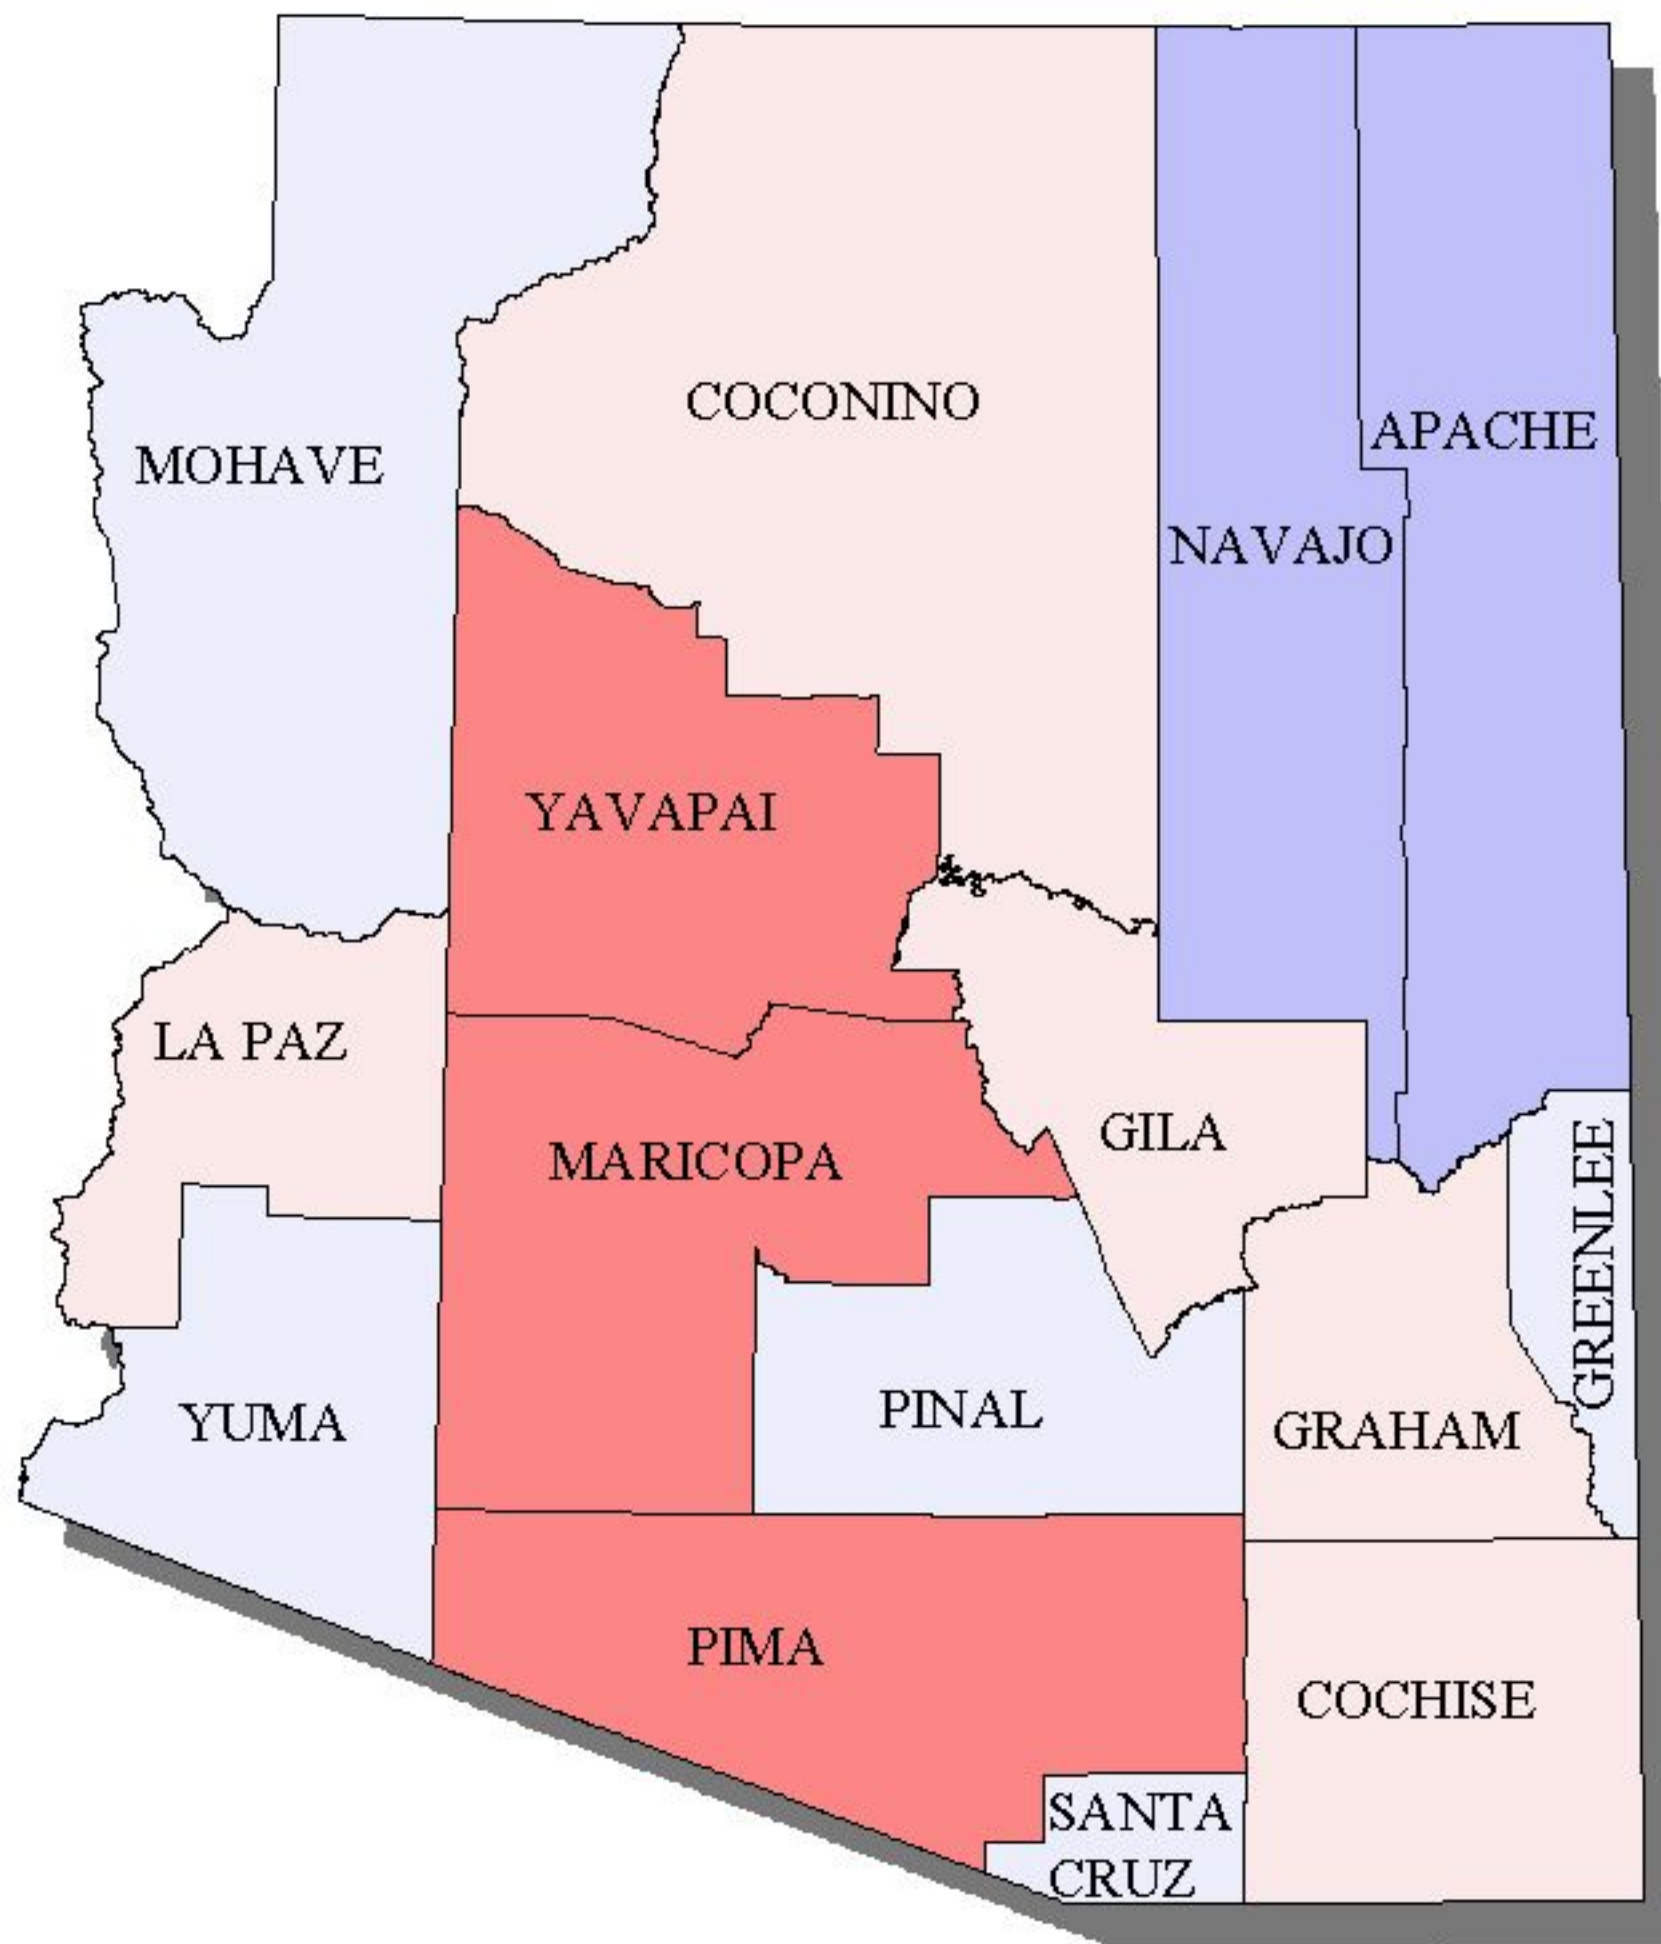 COCONINO
APACHE
MOHAVE
NAVAJO
YAVAPAI
LA PAZ
GILA
MARICOPA
GREENLEE
PINAL
YUMA
GRAHAM
PIMA
COCHISE
SANTA
CRUZ